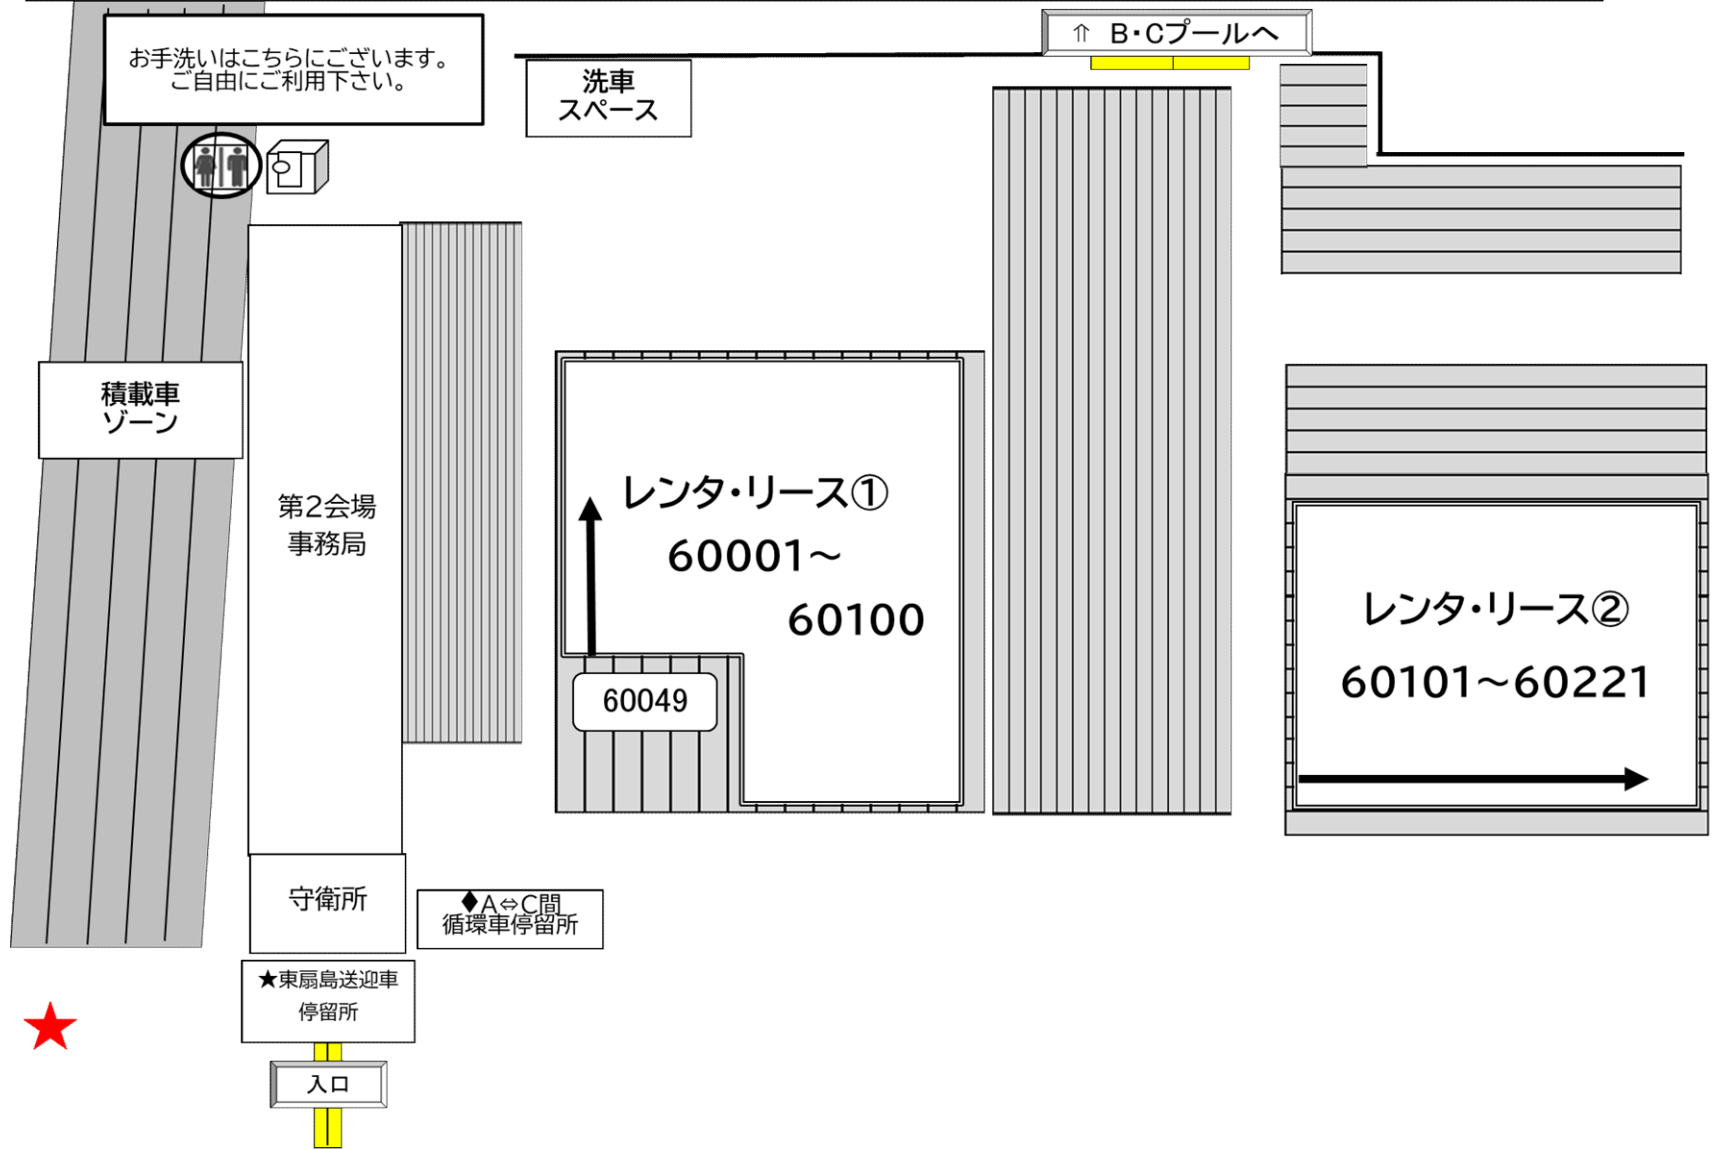 お手洗いはこちらにございます。
ご自由にご利用下さい。
⇑ B・Cプールへ
洗車
スペース
積載車
ゾーン
第2会場
事務局
レンタ・リース①
60001～
60100
60049
レンタ・リース②
60101～60221
守衛所
♦A⇔C間
循環車停留所
★東扇島送迎車
停留所
入口